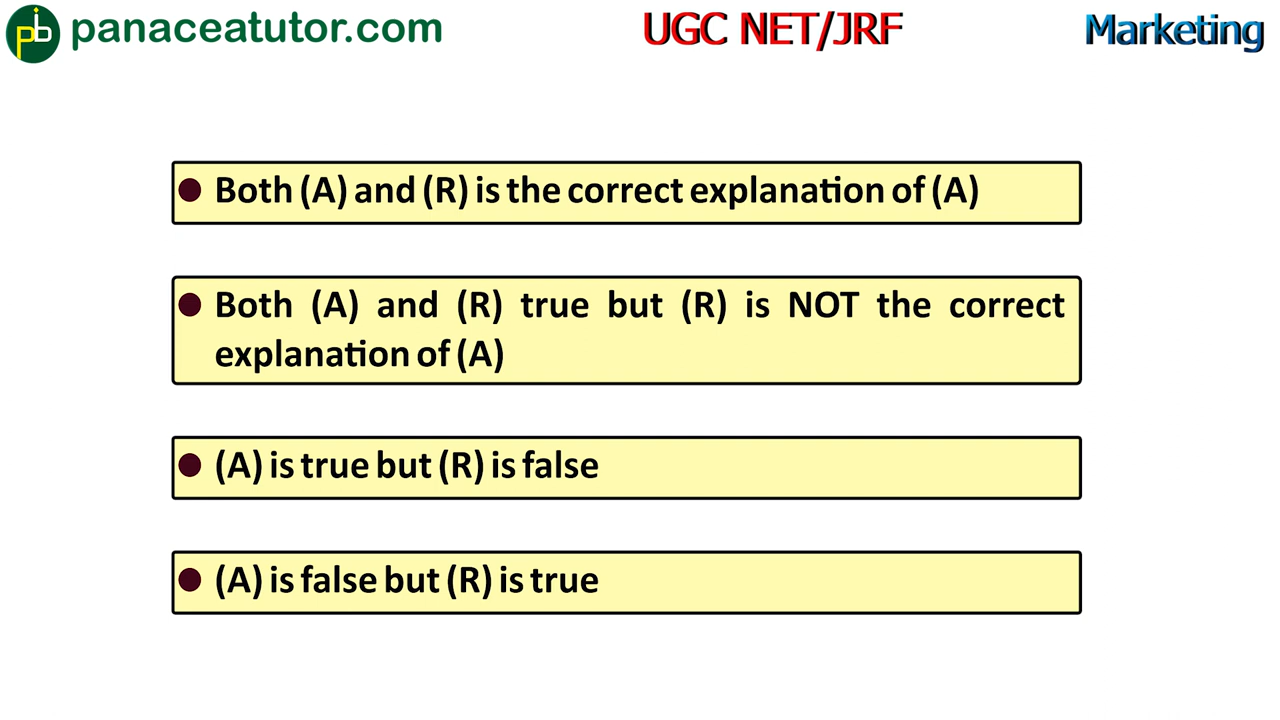 panaceatutor.com UGC NET/JRF Marketing
Both (A) and (R) is the correct explanation of (A)
Both (A) and (R) true but (R) is NOT the correct
explanation of (A)
(A) is true but (R) is false
(A) is false but (R) is true